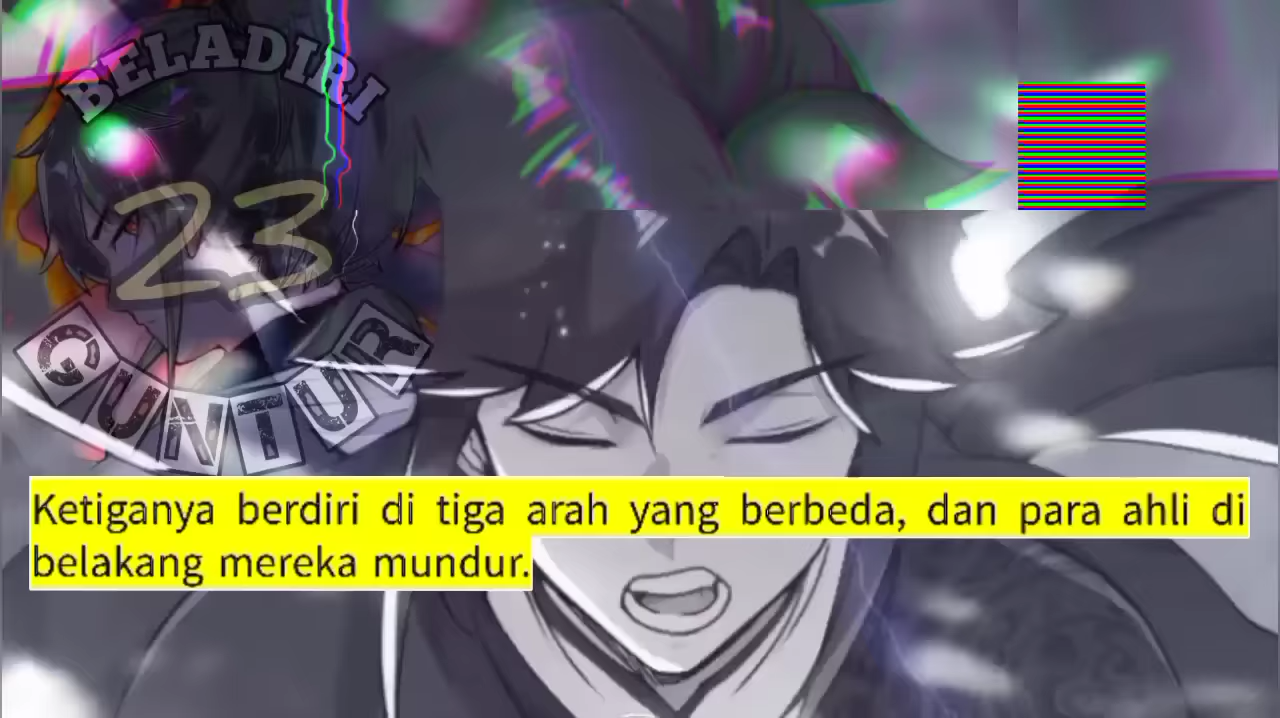 BELADIRI
23
GUNTUR
Ketiganya berdiri di tiga arah yang berbeda, dan para ahli di
belakang mereka mundur.